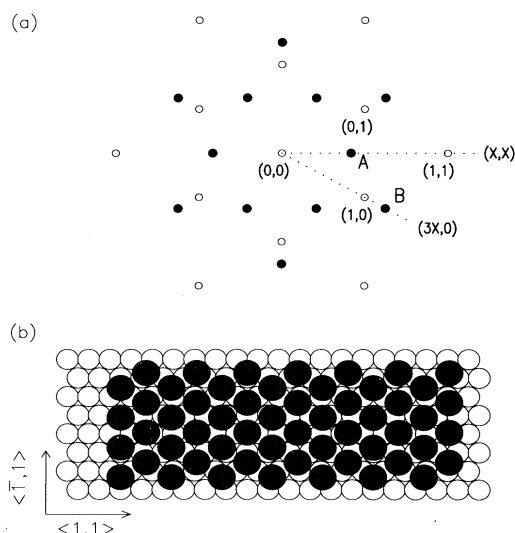 (a)
(0,1)
(0,0)
A
(1,1)
(X,X)
(1,0)
B
(3X,0)
(b)
<1̄,1>
<1,1>